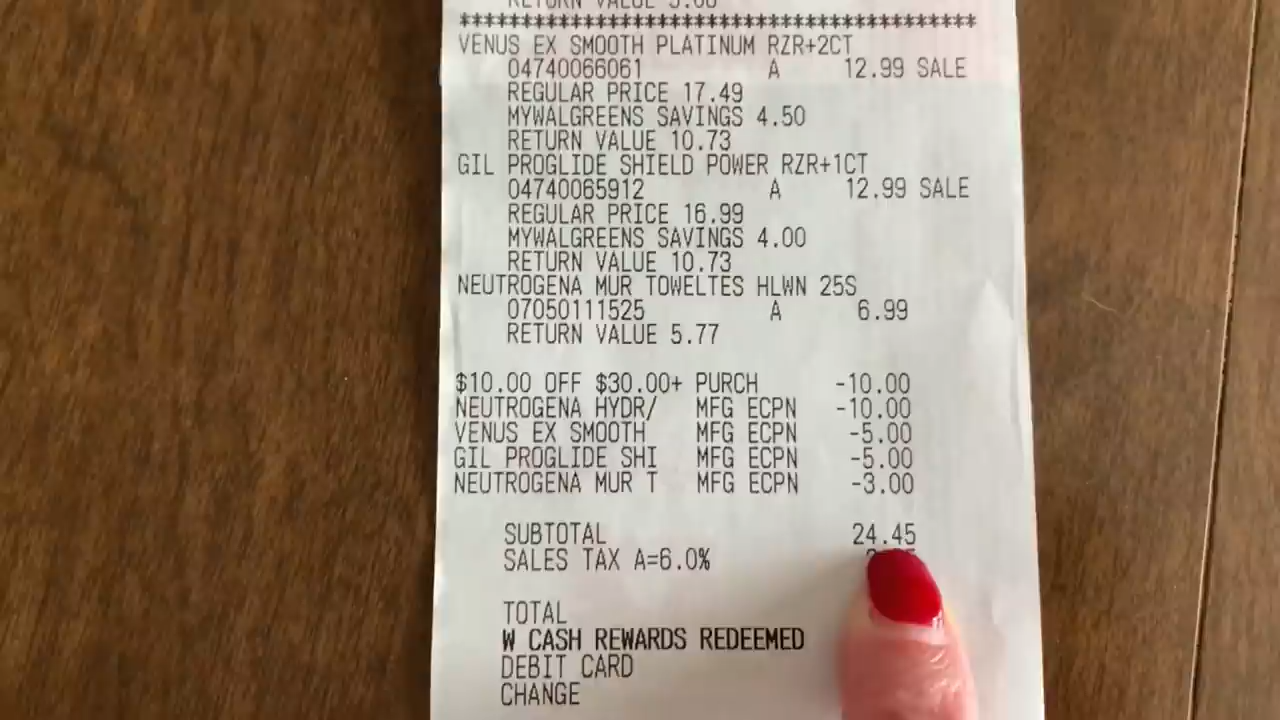 RETURN VALUE 5.08
****************************************
VENUS EX SMOOTH PLATINUM RZR+2CT
04740066061 A 12.99 SALE
REGULAR PRICE 17.49
MYWALGREENS SAVINGS 4.50
RETURN VALUE 10.73
GIL PROGLIDE SHIELD POWER RZR+1CT
04740065912 A 12.99 SALE
REGULAR PRICE 16.99
MYWALGREENS SAVINGS 4.00
RETURN VALUE 10.73
NEUTROGENA MUR TOWELTES HLWN 25S
07050111525 A 6.99
RETURN VALUE 5.77
$10.00 OFF $30.00+ PURCH -10.00
NEUTROGENA HYDR/ MFG ECPN -10.00
VENUS EX SMOOTH MFG ECPN -5.00
GIL PROGLIDE SHI MFG ECPN -5.00
NEUTROGENA MUR T MFG ECPN -3.00
SUBTOTAL 24.45
SALES TAX A=6.0%
TOTAL
W CASH REWARDS REDEEMED
DEBIT CARD
CHANGE